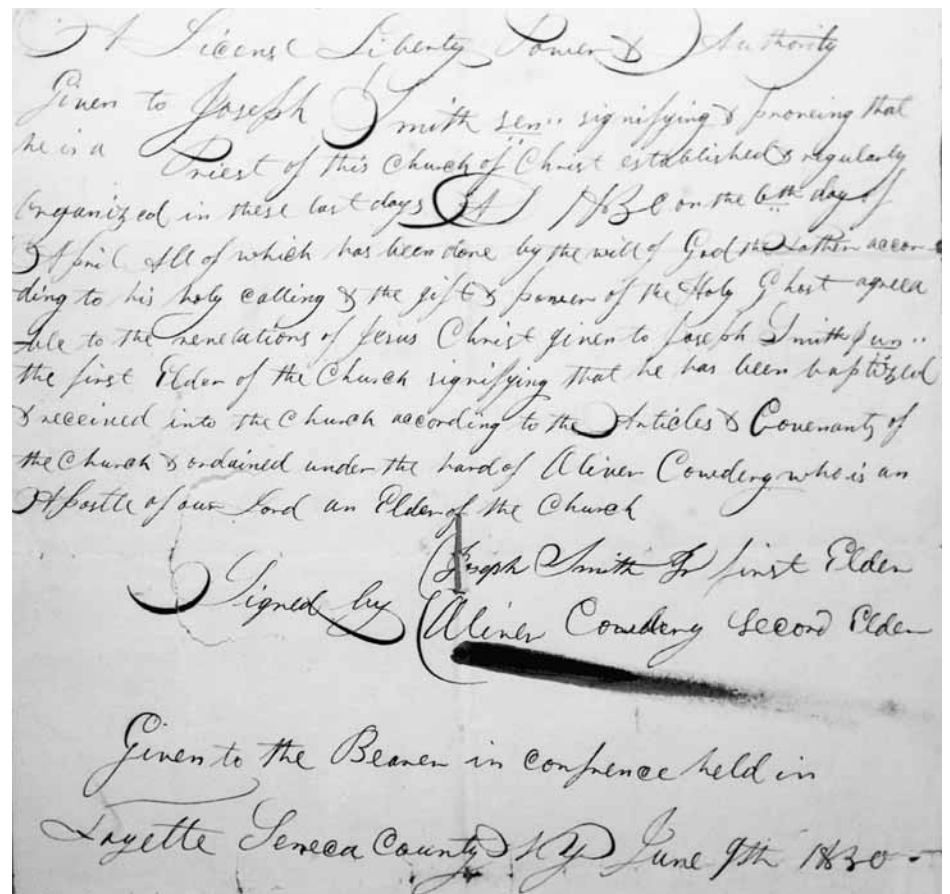 A License Liberty Power & Authority
Given to Joseph Smith sen.. signifying & proveing that
he is a Priest of this Church of Christ established & regularly
Organized in these last days AD 1830 on the 6th day of
April All of which has been done by the will of God the Father accor
ding to his holy calling & the gift & power of the Holy Ghost agreea
-ble to the revelations of Jesus Christ given to Joseph Smith jun..
the first Elder of the Church signifying that he has been baptized
& received into the Church according to the Articles & Covenants of
the Church & ordained under the hand of Oliver Cowdery who is an
Apostle of our Lord an Elder of the Church
Joseph Smith Jr first Elder
Signed by
Oliver Cowdery Second Elder
Given to the Bearer in confrence held in
Fayette Seneca County NY June 9th 1830 -